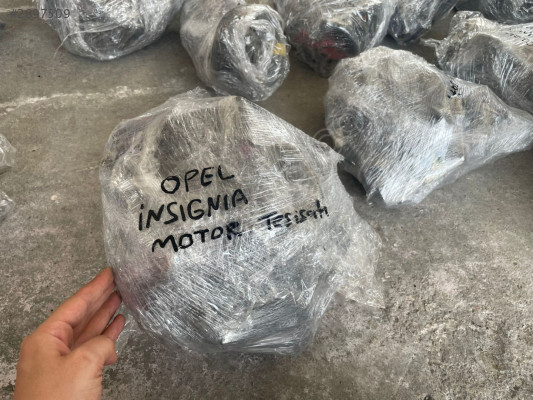 OPEL
İNSIGNIA
MOTOR Tesisatı